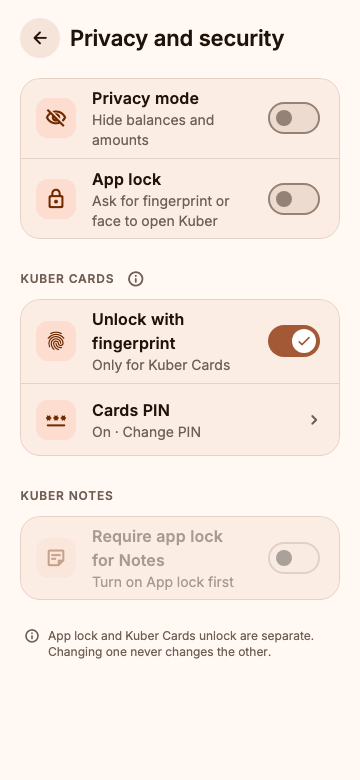 Privacy and security
Privacy mode
Hide balances and
amounts
App lock
Ask for fingerprint or
face to open Kuber
KUBER CARDS
Unlock with
fingerprint
Only for Kuber Cards
Cards PIN
On · Change PIN
KUBER NOTES
Require app lock
for Notes
Turn on App lock first
App lock and Kuber Cards unlock are separate.
Changing one never changes the other.